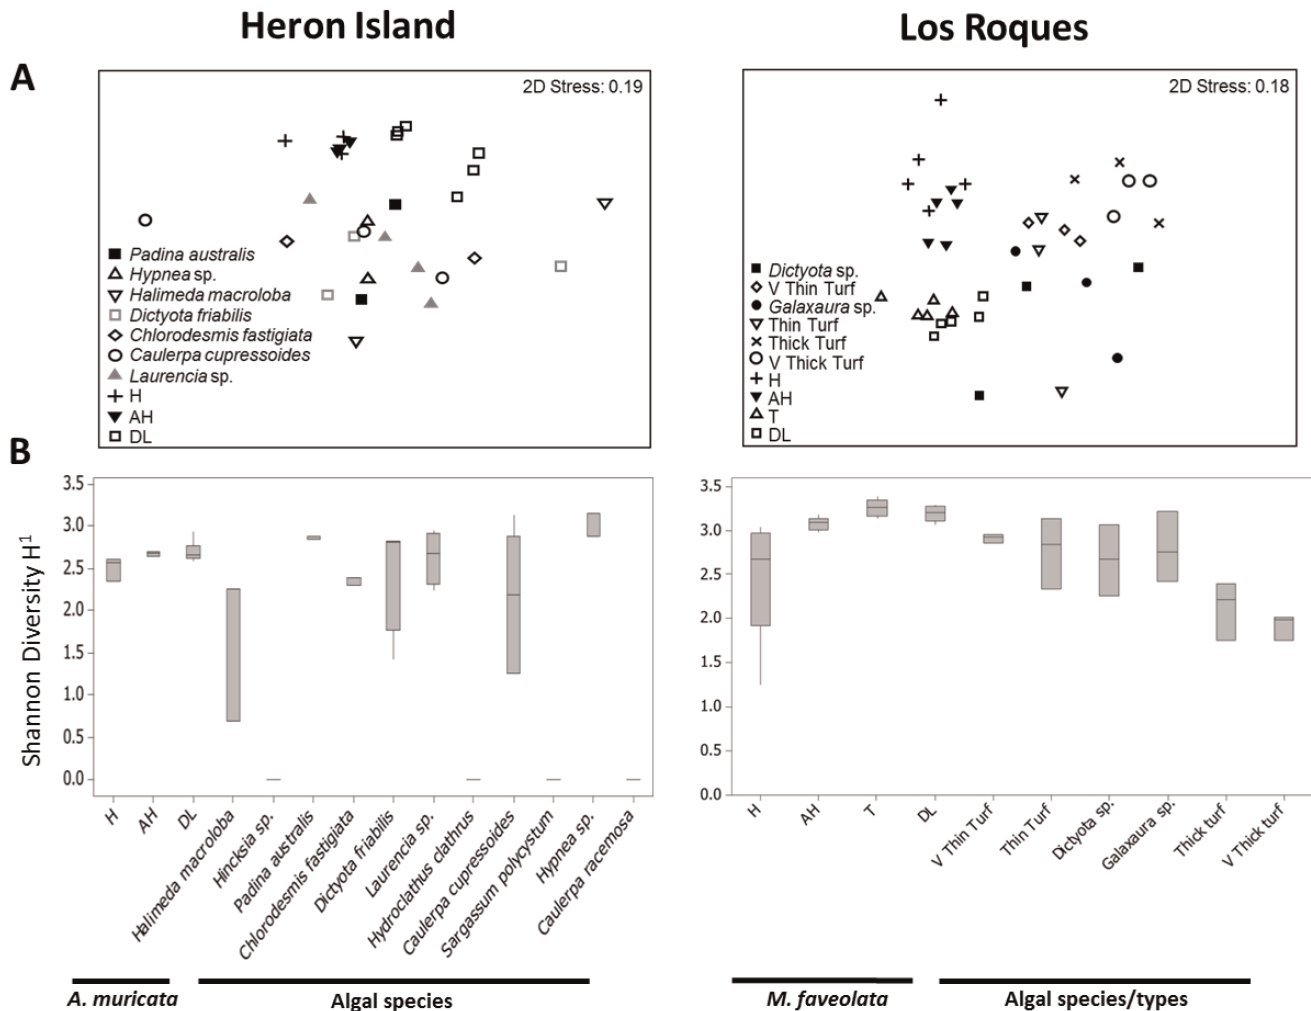 Heron Island
Los Roques
A
2D Stress: 0.19
Padina australis
Hypnea sp.
Halimeda macroloba
Dictyota friabilis
Chlorodesmis fastigiata
Caulerpa cupressoides
Laurencia sp.
H
AH
DL
2D Stress: 0.18
Dictyota sp.
V Thin Turf
Galaxaura sp.
Thin Turf
Thick Turf
V Thick Turf
H
AH
T
DL
B
Shannon Diversity H1
3.5
3.0
2.5
2.0
1.5
1.0
0.5
0.0
H
AH
DL
Halimeda macroloba
Hincksia sp.
Padina australis
Chlorodesmis fastigiata
Dictyota friabilis
Laurencia sp.
Hydroclathus clathrus
Caulerpa cupressoides
Sargassum polycystum
Hypnea sp.
Caulerpa racemosa
A. muricata
Algal species
3.5
3.0
2.5
2.0
1.5
1.0
0.5
0.0
H
AH
T
DL
V Thin Turf
Thin Turf
Dictyota sp.
Galaxaura sp.
Thick turf
V Thick turf
M. faveolata
Algal species/types